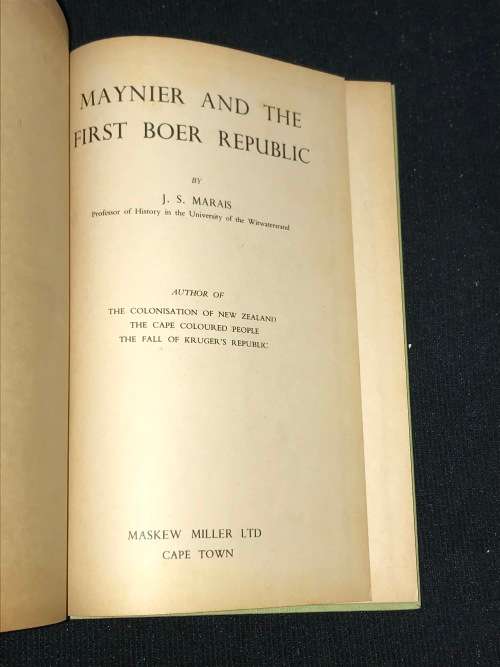 MAYNIER AND THE
FIRST BOER REPUBLIC
BY
J. S. MARAIS
Professor of History in the University of the Witwatersrand
AUTHOR OF
THE COLONISATION OF NEW ZEALAND
THE CAPE COLOURED PEOPLE
THE FALL OF KRUGER'S REPUBLIC
MASKEW MILLER LTD
CAPE TOWN